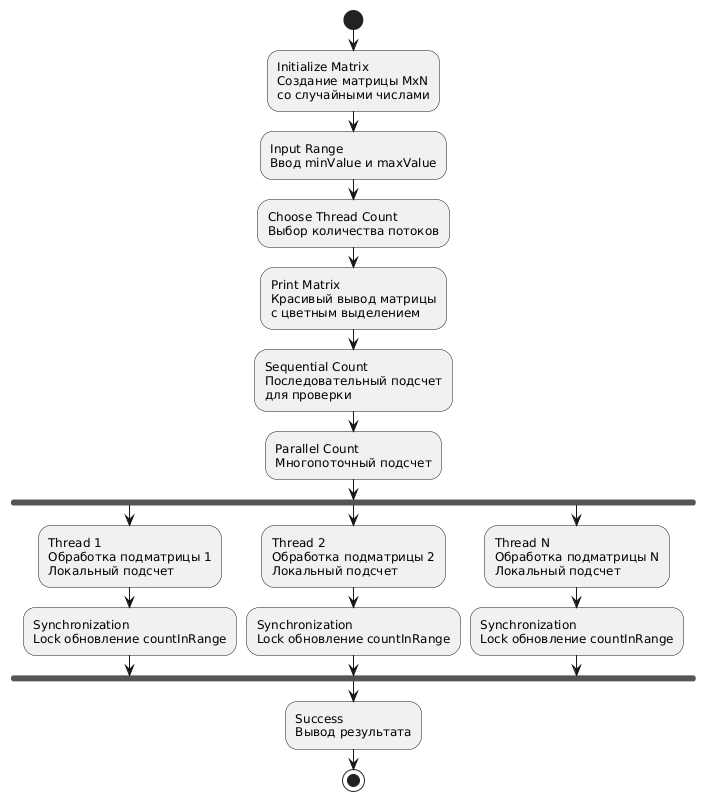 Initialize Matrix
Создание матрицы MxN
со случайными числами
Input Range
Ввод minValue и maxValue
Choose Thread Count
Выбор количества потоков
Print Matrix
Красивый вывод матрицы
с цветным выделением
Sequential Count
Последовательный подсчет
для проверки
Parallel Count
Многопоточный подсчет
Thread 1
Обработка подматрицы 1
Локальный подсчет
Thread 2
Обработка подматрицы 2
Локальный подсчет
Thread N
Обработка подматрицы N
Локальный подсчет
Synchronization
Lock обновление countInRange
Synchronization
Lock обновление countInRange
Synchronization
Lock обновление countInRange
Success
Вывод результата